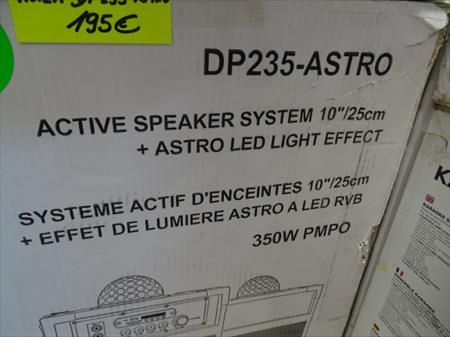 195€
DP235-ASTRO
ACTIVE SPEAKER SYSTEM 10"/25cm
+ ASTRO LED LIGHT EFFECT
SYSTEME ACTIF D'ENCEINTES 10"/25cm
+ EFFET DE LUMIERE ASTRO A LED RVB
350W PMPO
KARAOKE